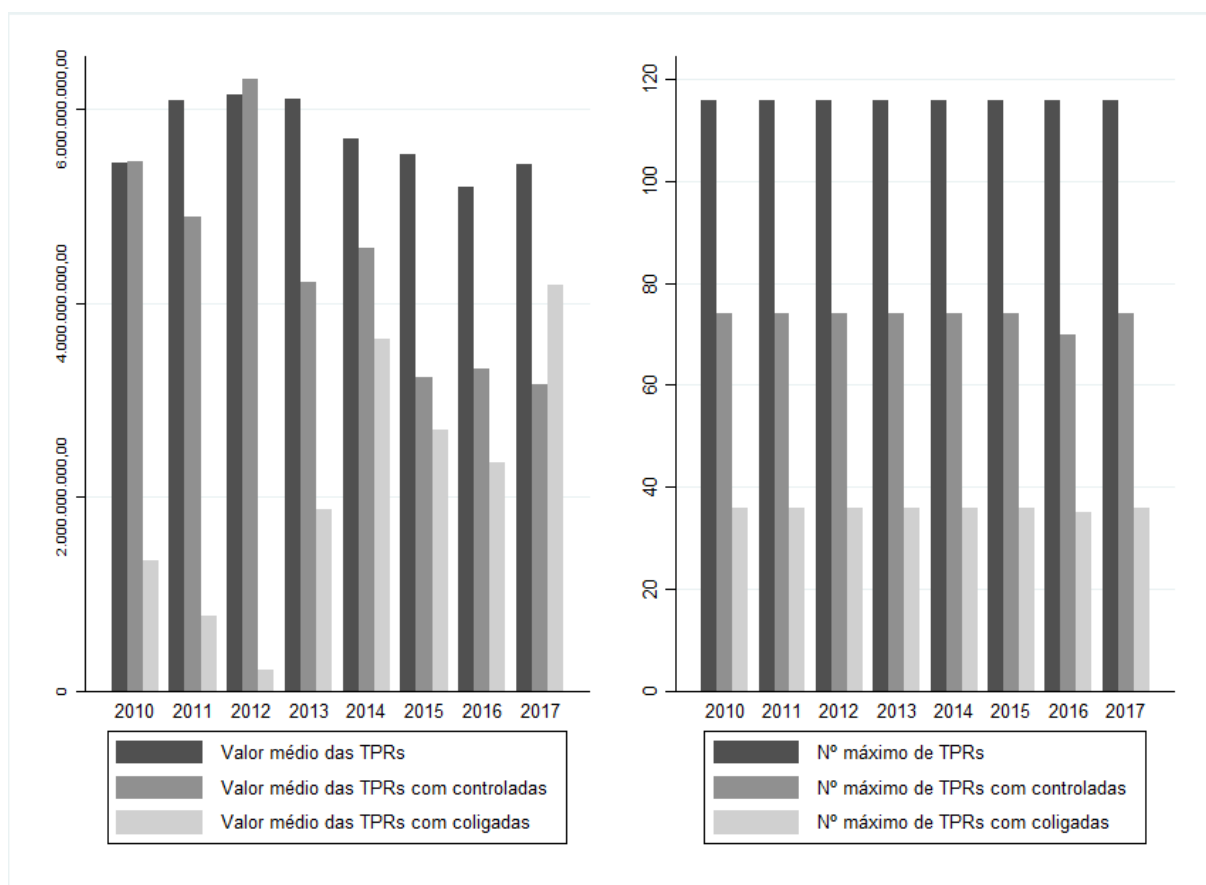 6.000.000.000,00
4.000.000.000,00
2.000.000.000,00
0
2010 2011 2012 2013 2014 2015 2016 2017
Valor médio das TPRs
Valor médio das TPRs com controladas
Valor médio das TPRs com coligadas
120
100
80
60
40
20
0
2010 2011 2012 2013 2014 2015 2016 2017
Nº máximo de TPRs
Nº máximo de TPRs com controladas
Nº máximo de TPRs com coligadas